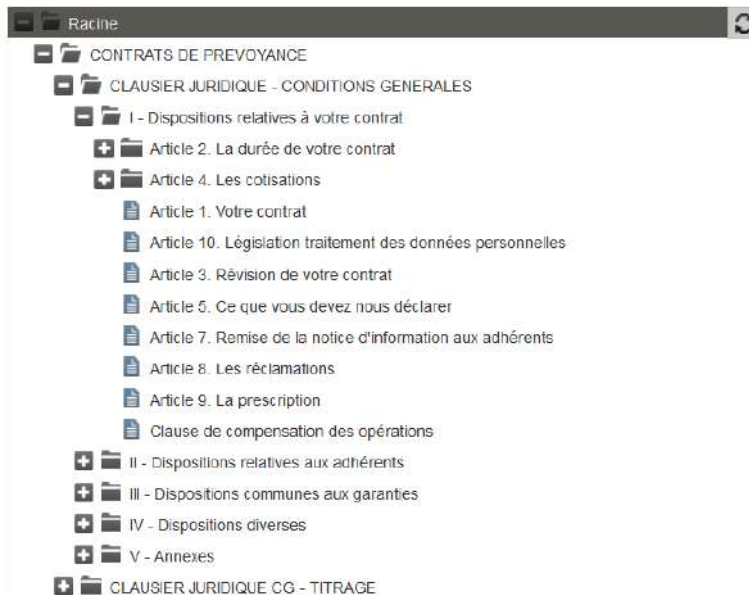 Racine
CONTRATS DE PREVOYANCE
CLAUSIER JURIDIQUE - CONDITIONS GENERALES
I - Dispositions relatives à votre contrat
Article 2. La durée de votre contrat
Article 4. Les cotisations
Article 1. Votre contrat
Article 10. Législation traitement des données personnelles
Article 3. Révision de votre contrat
Article 5. Ce que vous devez nous déclarer
Article 7. Remise de la notice d'information aux adhérents
Article 8. Les réclamations
Article 9. La prescription
Clause de compensation des opérations
II - Dispositions relatives aux adhérents
III - Dispositions communes aux garanties
IV - Dispositions diverses
V - Annexes
CLAUSIER JURIDIQUE CG - TITRAGE